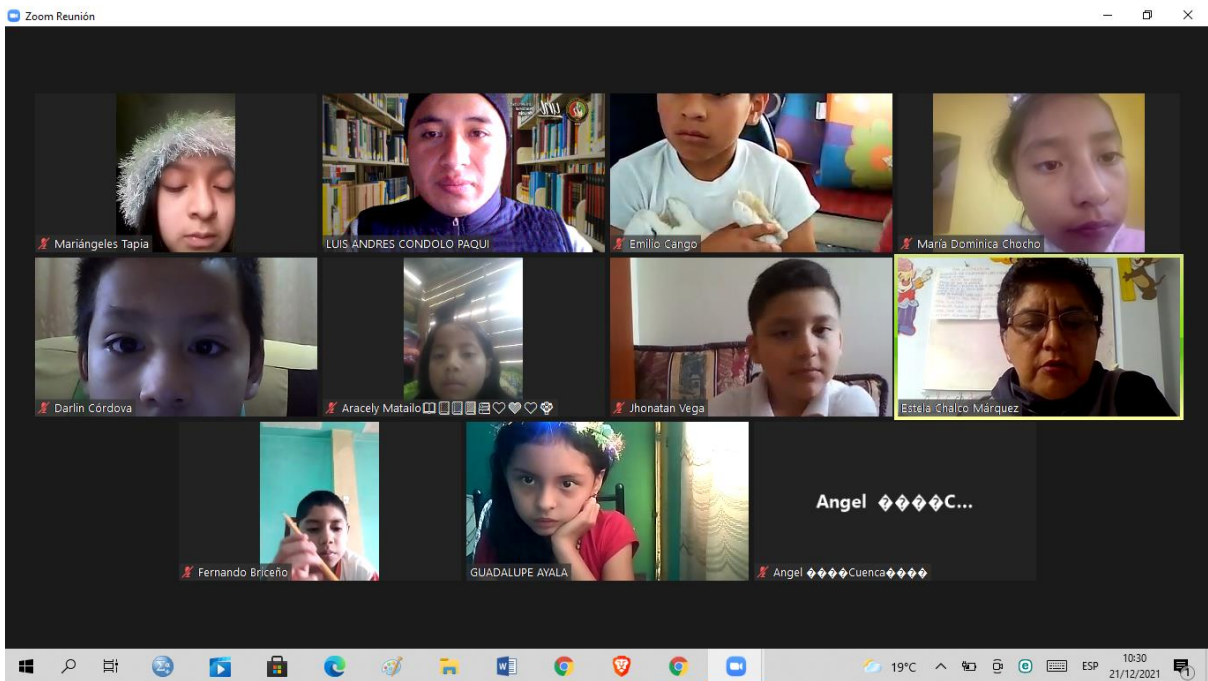 Zoom Reunión
Mariángeles Tapia
LUIS ANDRES CONDOLO PAQUI
Emilio Cango
María Dominica Chocho
Darlin Córdova
Aracely Matailo
Jhonatan Vega
Estela Chalco Márquez
Fernando Briceño
GUADALUPE AYALA
Angel ����C...
Angel ����Cuenca����
19°C
ESP
10:30
21/12/2021